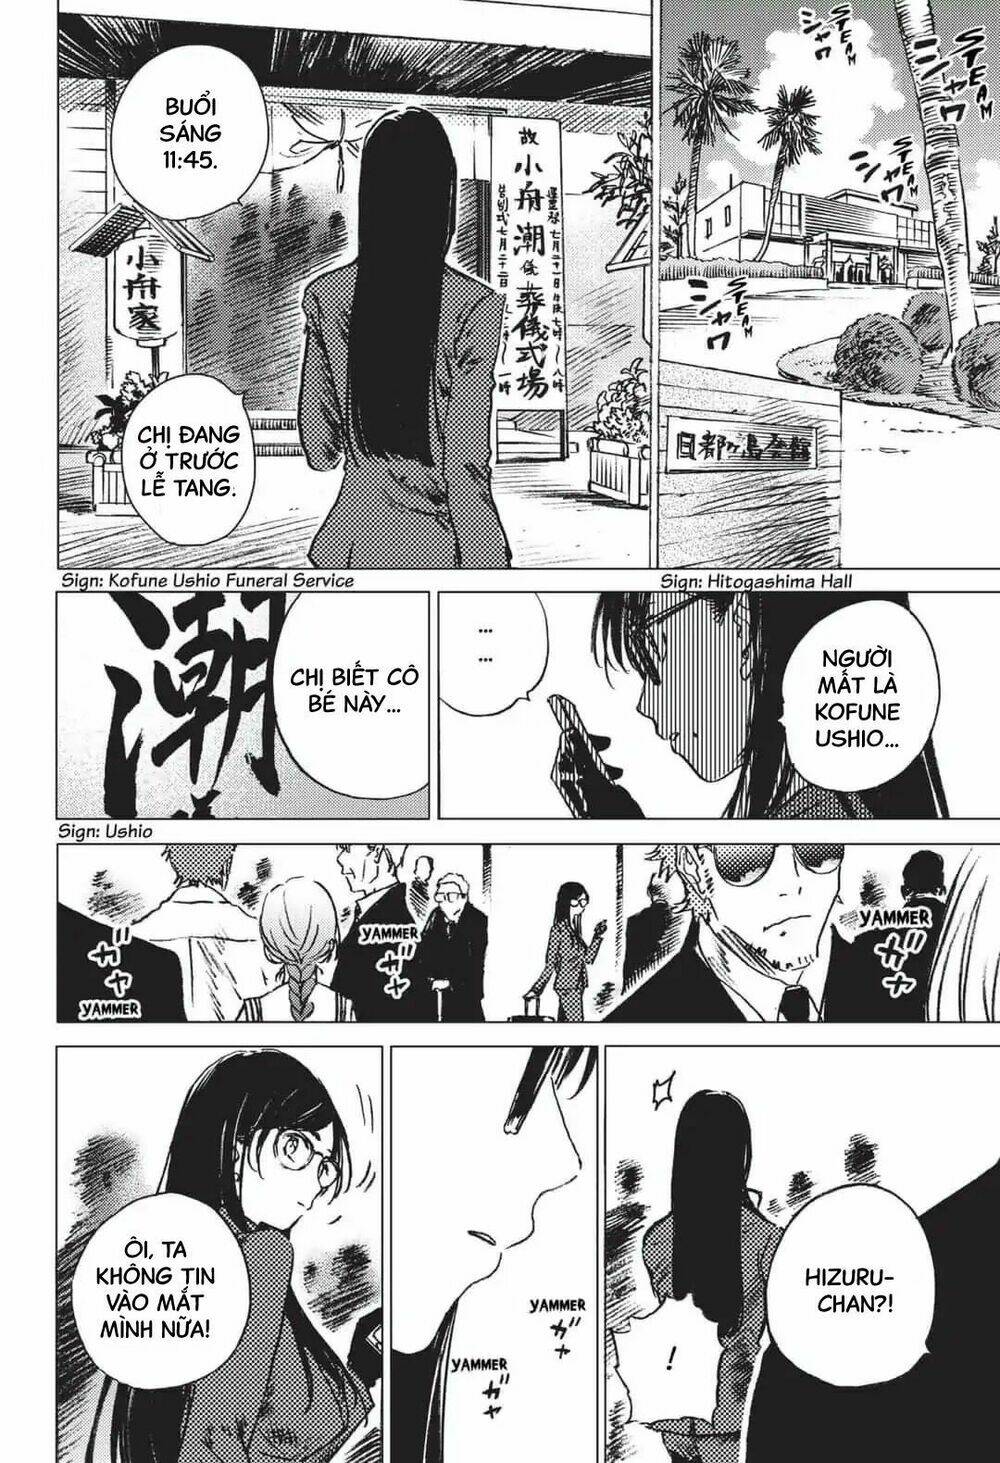 STEAM
シャワ
STEAM
STEAM
シャワ
STEAM
シャワ
STEAM
日都ヶ島会館
Sign: Hitogashima Hall
BUỔI
SÁNG
11:45.
故 小舟 潮 儀 葬儀式場
小舟家
CHỊ ĐANG
Ở TRƯỚC
LỄ TANG.
Sign: Kofune Ushio Funeral Service
NGƯỜI
MẤT LÀ
KOFUNE
USHIO...
...
...
CHỊ BIẾT CÔ
BÉ NÀY...
潮
Sign: Ushio
YAMMER
ガヤ
YAMMER
ガヤ
YAMMER
ガヤ
YAMMER
HIZURU-
CHAN?!
!
YAMMER
ガヤ
YAMMER
ガヤ
ÔI, TA
KHÔNG TIN
VÀO MẮT
MÌNH NỮA!